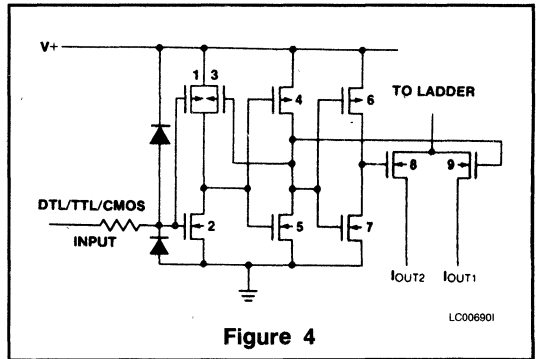 V+
1 3
4
6
TO LADDER
8
9
DTL/TTL/CMOS
INPUT
2
5
7
IOUT2
IOUT1
LC00690I
Figure 4